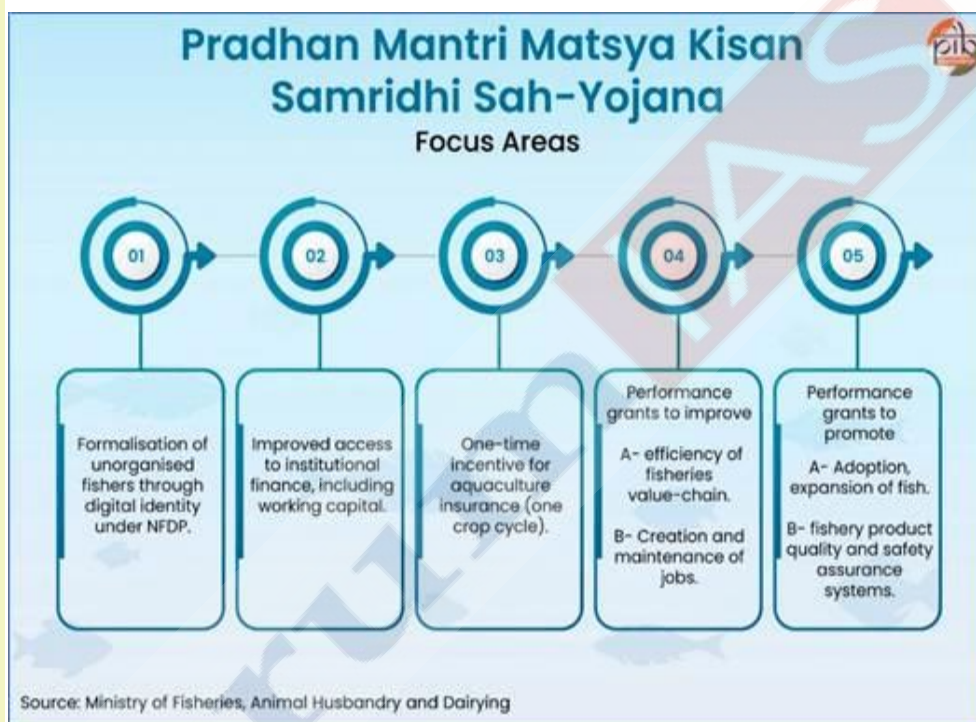 Pradhan Mantri Matsya Kisan
Samridhi Sah-Yojana
Focus Areas
pib
01
02
03
04
05
Formalisation of
unorganised
fishers through
digital identity
under NFDP.
Improved access
to institutional
finance, including
working capital.
One-time
incentive for
aquaculture
insurance (one
crop cycle).
Performance
grants to improve
A- efficiency of
fisheries
value-chain.
B- Creation and
maintenance of
jobs.
Performance
grants to
promote
A- Adoption,
expansion of fish.
B- fishery product
quality and safety
assurance
systems.
rum IAS
Source: Ministry of Fisheries, Animal Husbandry and Dairying